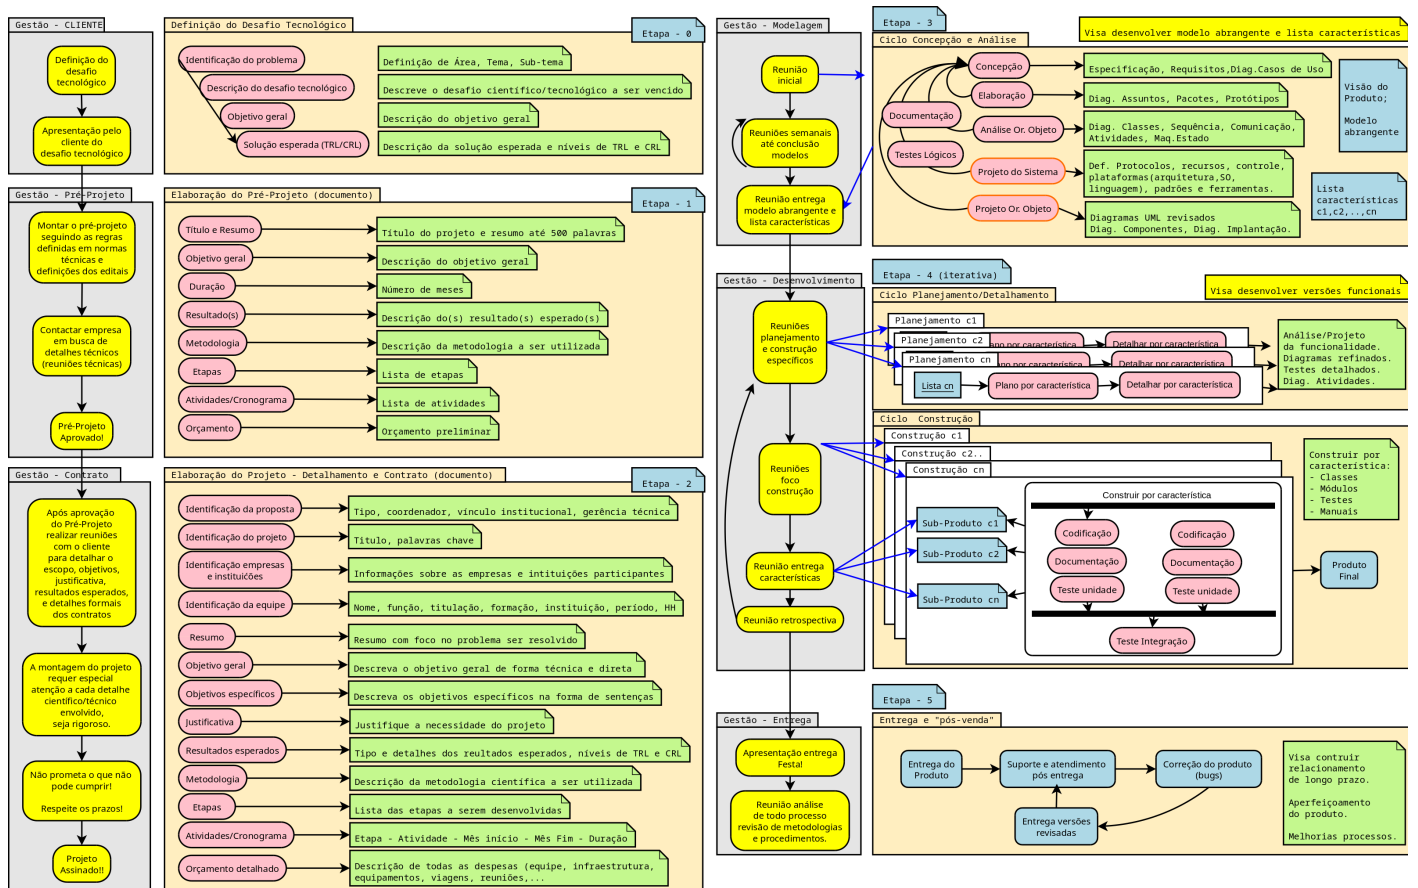 Gestão - CLIENTE
Definição do
desafio
tecnológico
Apresentação pelo
cliente do
desafio tecnológico
Definição do Desafio Tecnológico
Etapa - 0
Identificação do problema
Definição de Área, Tema, Sub-tema
Descrição do desafio tecnológico
Descreve o desafio científico/tecnológico a ser vencido
Objetivo geral
Descrição do objetivo geral
Solução esperada (TRL/CRL)
Descrição da solução esperada e níveis de TRL e CRL
Gestão - Pré-Projeto
Montar o pré-projeto
seguindo as regras
definidas em normas
técnicas e
definições dos editais
Contactar empresa
em busca de
detalhes técnicos
(reuniões técnicas)
Pré-Projeto
Aprovado!
Elaboração do Pré-Projeto (documento)
Etapa - 1
Título e Resumo
Título do projeto e resumo até 500 palavras
Objetivo geral
Descrição do objetivo geral
Duração
Número de meses
Resultado(s)
Descrição do(s) resultado(s) esperado(s)
Metodologia
Descrição da metodologia a ser utilizada
Etapas
Lista de etapas
Atividades/Cronograma
Lista de atividades
Orçamento
Orçamento preliminar
Gestão - Contrato
Após aprovação
do Pré-Projeto
realizar reuniões
com o cliente
para detalhar o
escopo, objetivos,
justificativa,
resultados esperados,
e detalhes formais
dos contratos
A montagem do projeto
requer especial
atenção a cada detalhe
científico/técnico
envolvido,
seja rigoroso.
Não prometa o que não
pode cumprir!
Respeite os prazos!
Projeto
Assinado!!
Elaboração do Projeto - Detalhamento e Contrato (documento)
Etapa - 2
Identificação da proposta
Tipo, coordenador, vínculo institucional, gerência técnica
Identificação do projeto
Titulo, palavras chave
Identificação empresas
e instituíções
Informações sobre as empresas e intituições participantes
Identificação da equipe
Nome, função, titulação, formação, instituição, período, HH
Resumo
Resumo com foco no problema ser resolvido
Objetivo geral
Descreva o objetivo geral de forma técnica e direta
Objetivos específicos
Descreva os objetivos específicos na forma de sentenças
Justificativa
Justifique a necessidade do projeto
Resultados esperados
Tipo e detalhes dos reultados esperados, níveis de TRL e CRL
Metodologia
Descrição da metodologia científica a ser utilizada
Etapas
Lista das etapas a serem desenvolvidas
Atividades/Cronograma
Etapa - Atividade - Mês início - Mês Fim - Duração
Orçamento detalhado
Descrição de todas as despesas (equipe, infraestrutura,
equipamentos, viagens, reuniões,...
Gestão - Modelagem
Reunião
inicial
Reuniões semanais
até conclusão
modelos
Reunião entrega
modelo abrangente e
lista características
Etapa - 3
Visa desenvolver modelo abrangente e lista características
Ciclo Concepção e Análise
Concepção
Especificação, Requisitos,Diag.Casos de Uso
Elaboração
Diag. Assuntos, Pacotes, Protótipos
Documentação
Análise Or. Objeto
Diag. Classes, Sequência, Comunicação,
Atividades, Maq.Estado
Testes Lógicos
Projeto do Sistema
Def. Protocolos, recursos, controle,
plataformas(arquitetura,SO,
linguagem), padrões e ferramentas.
Projeto Or. Objeto
Diagramas UML revisados
Diag. Componentes, Diag. Implantação.
Visão do
Produto;
Modelo
abrangente
Lista
características
c1,c2,..,cn
Gestão - Desenvolvimento
Reuniões
planejamento
e construção
específicos
Reuniões
foco
construção
Reunião entrega
características
Reunião retrospectiva
Etapa - 4 (iterativa)
Visa desenvolver versões funcionais
Ciclo Planejamento/Detalhamento
Planejamento c1
Planejamento c2
Planejamento cn
Lista cn
Plano por característica
Detalhar por característica
Análise/Projeto
da funcionalidade.
Diagramas refinados.
Testes detalhados.
Diag. Atividades.
Ciclo  Construção
Construção c1
Construção c2..
Construção cn
Construir por característica
Sub-Produto c1
Sub-Produto c2
Sub-Produto cn
Codificação
Documentação
Teste unidade
Codificação
Documentação
Teste unidade
Teste Integração
Construir por
característica:
- Classes
- Módulos
- Testes
- Manuais
Produto
Final
Gestão - Entrega
Apresentação entrega
Festa!
Reunião análise
de todo processo
revisão de metodologias
e procedimentos.
Etapa - 5
Entrega e "pós-venda"
Entrega do
Produto
Suporte e atendimento
pós entrega
Correção do produto
(bugs)
Entrega versões
revisadas
Visa contruir
relacionamento
de longo prazo.
Aperfeiçoamento
do produto.
Melhorias processos.